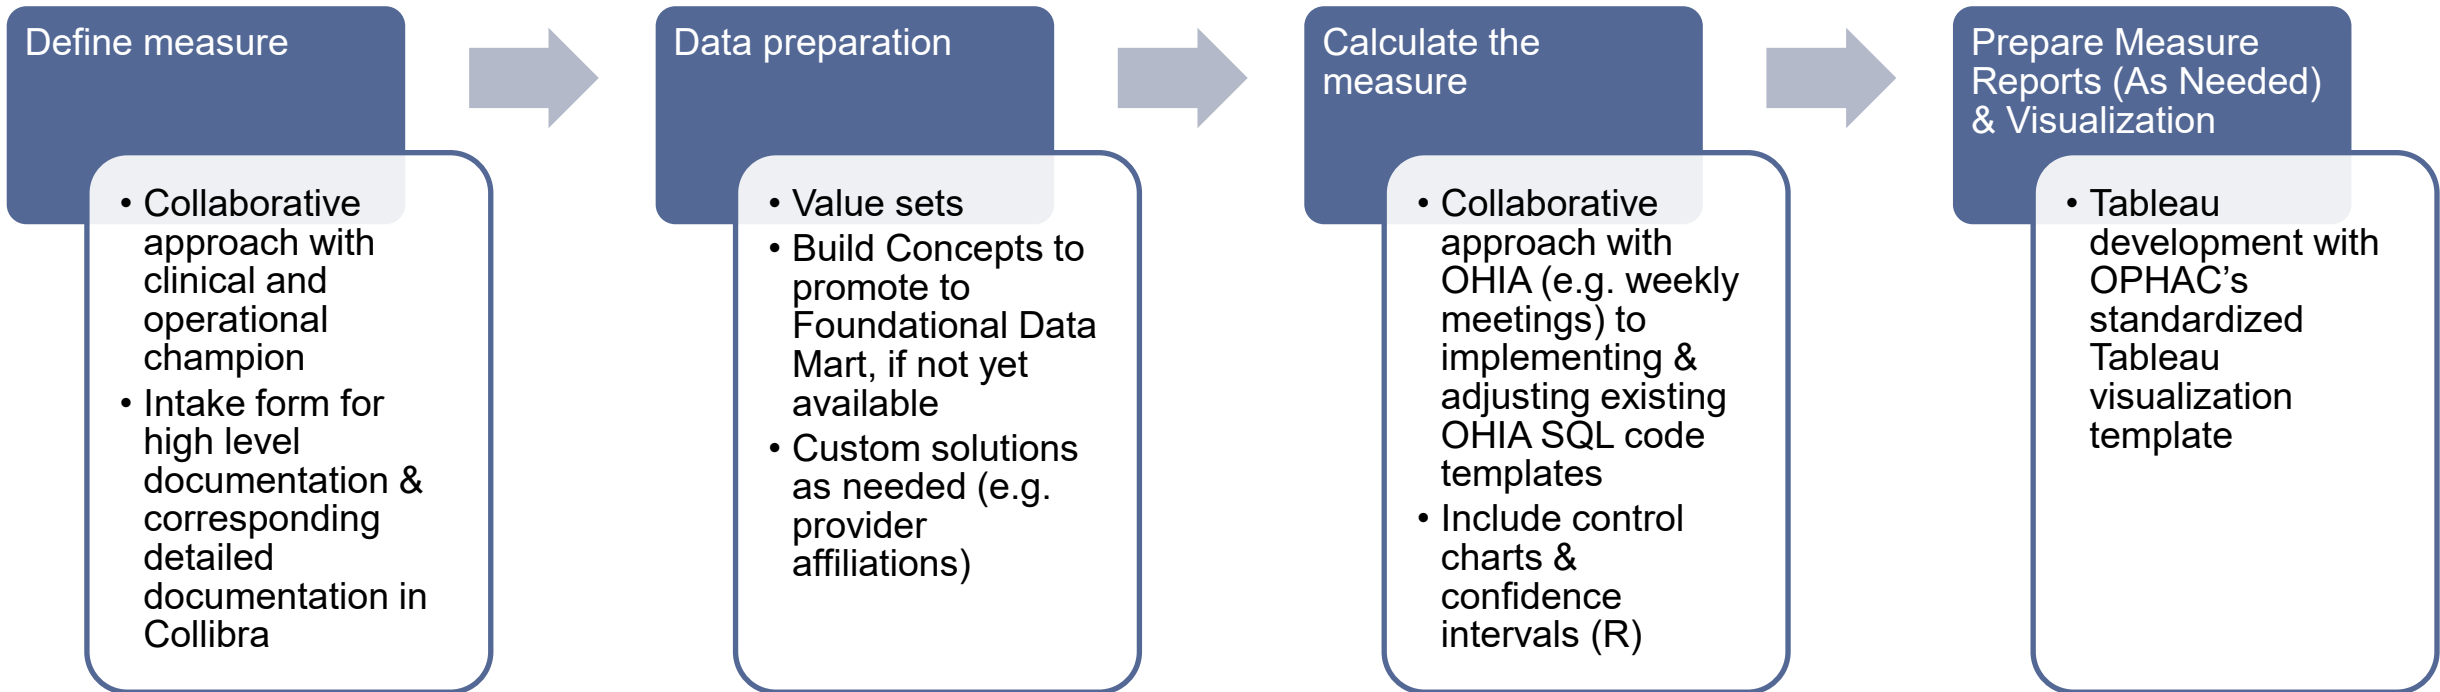 Define measure
• Collaborative
approach with
clinical and
operational
champion
• Intake form for
high level
documentation &
corresponding
detailed
documentation in
Collibra
Data preparation
• Value sets
• Build Concepts to
promote to
Foundational Data
Mart, if not yet
available
• Custom solutions
as needed (e.g.
provider
affiliations)
Calculate the
measure
• Collaborative
approach with
OHIA (e.g. weekly
meetings) to
implementing &
adjusting existing
OHIA SQL code
templates
• Include control
charts &
confidence
intervals (R)
Prepare Measure
Reports (As Needed)
& Visualization
• Tableau
development with
OPHAC’s
standardized
Tableau
visualization
template